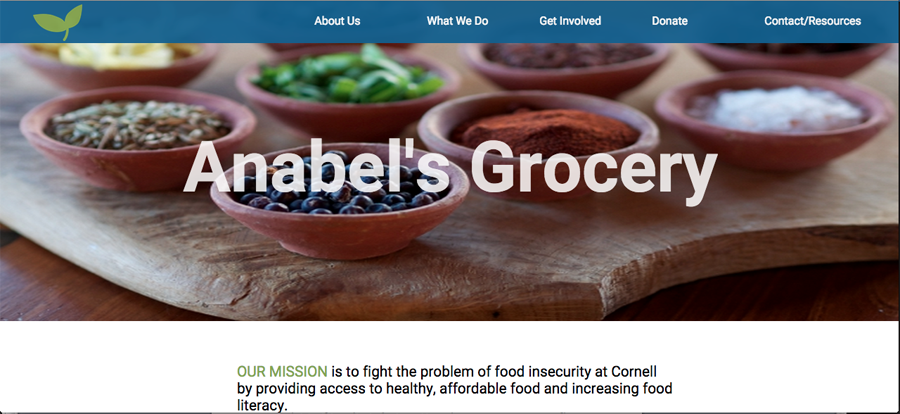 About Us What We Do Get Involved Donate Contact/Resources
Anabel's Grocery
OUR MISSION is to fight the problem of food insecurity at Cornell
by providing access to healthy, affordable food and increasing food
literacy.